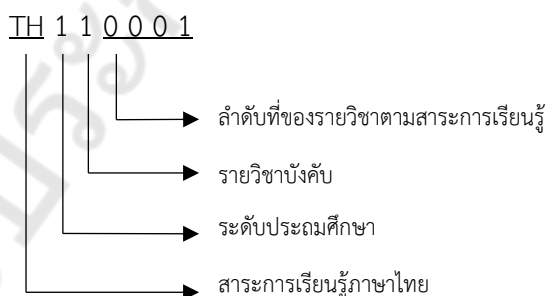 TH 1 1 0 0 0 1
ลำดับที่ของรายวิชาตามสาระการเรียนรู้
รายวิชาบังคับ
ระดับประถมศึกษา
สาระการเรียนรู้ภาษาไทย